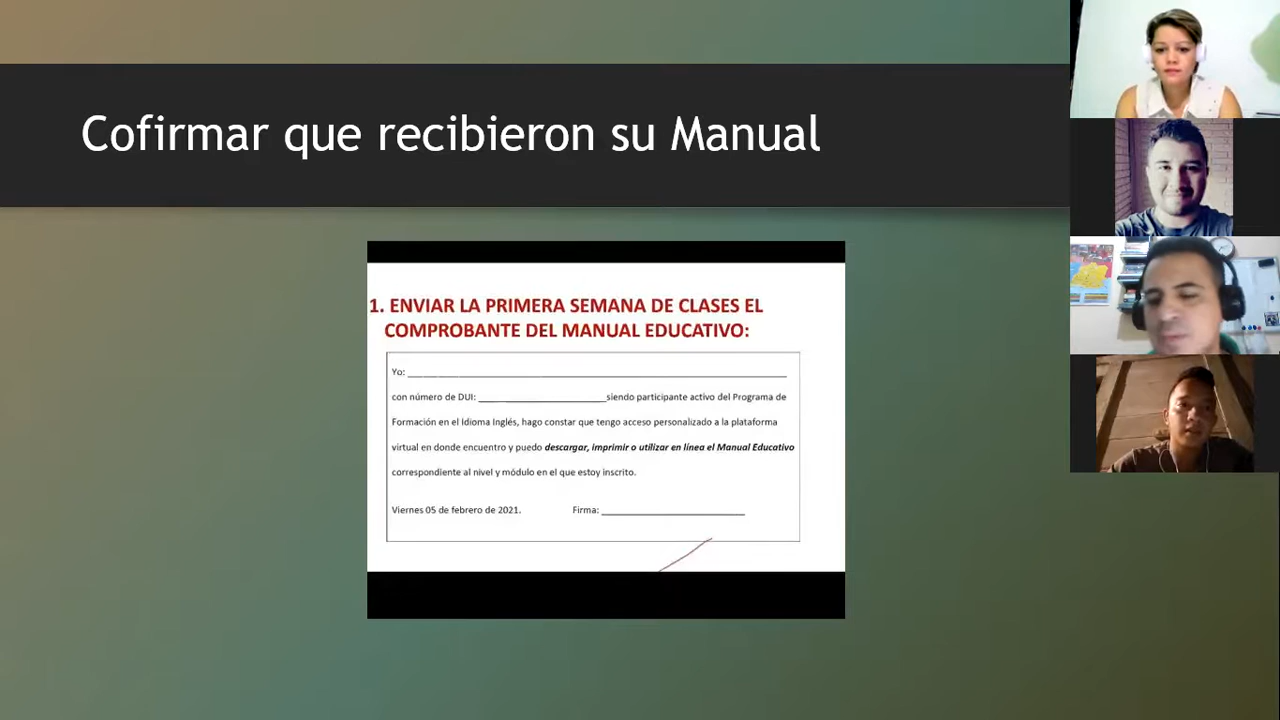 Cofirmar que recibieron su Manual
1. ENVIAR LA PRIMERA SEMANA DE CLASES EL
COMPROBANTE DEL MANUAL EDUCATIVO:
Yo: ___________________________
con número de DUI: ______________siendo participante activo del Programa de
Formación en el Idioma Inglés, hago constar que tengo acceso personalizado a la plataforma
virtual en donde encuentro y puedo descargar, imprimir o utilizar en línea el Manual Educativo
correspondiente al nivel y módulo en el que estoy inscrito.
Viernes 05 de febrero de 2021. Firma: ______________